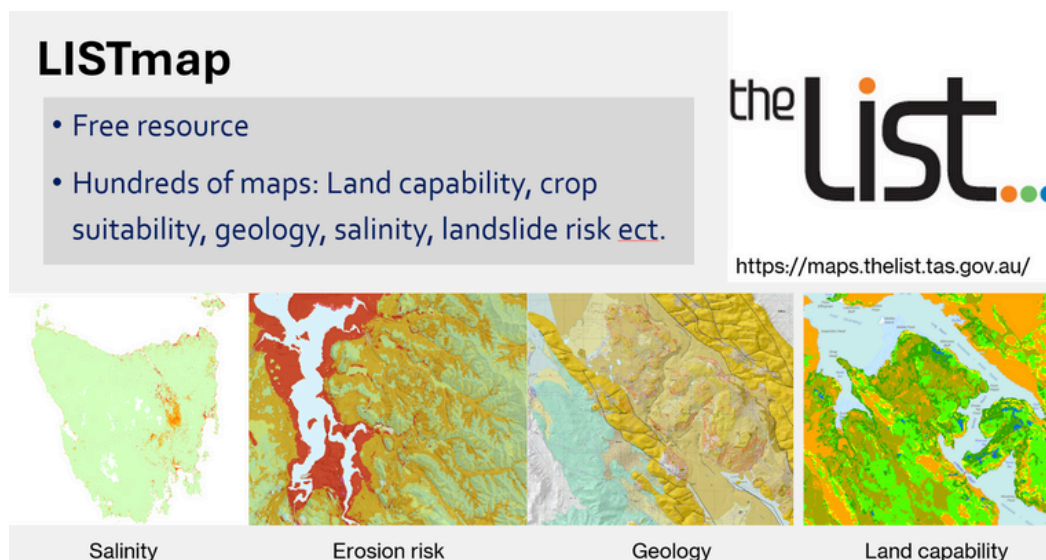 LISTmap
• Free resource
• Hundreds of maps: Land capability, crop
suitability, geology, salinity, landslide risk ect.
the List...
https://maps.thelist.tas.gov.au/
Salinity
Erosion risk
Geology
Land capability